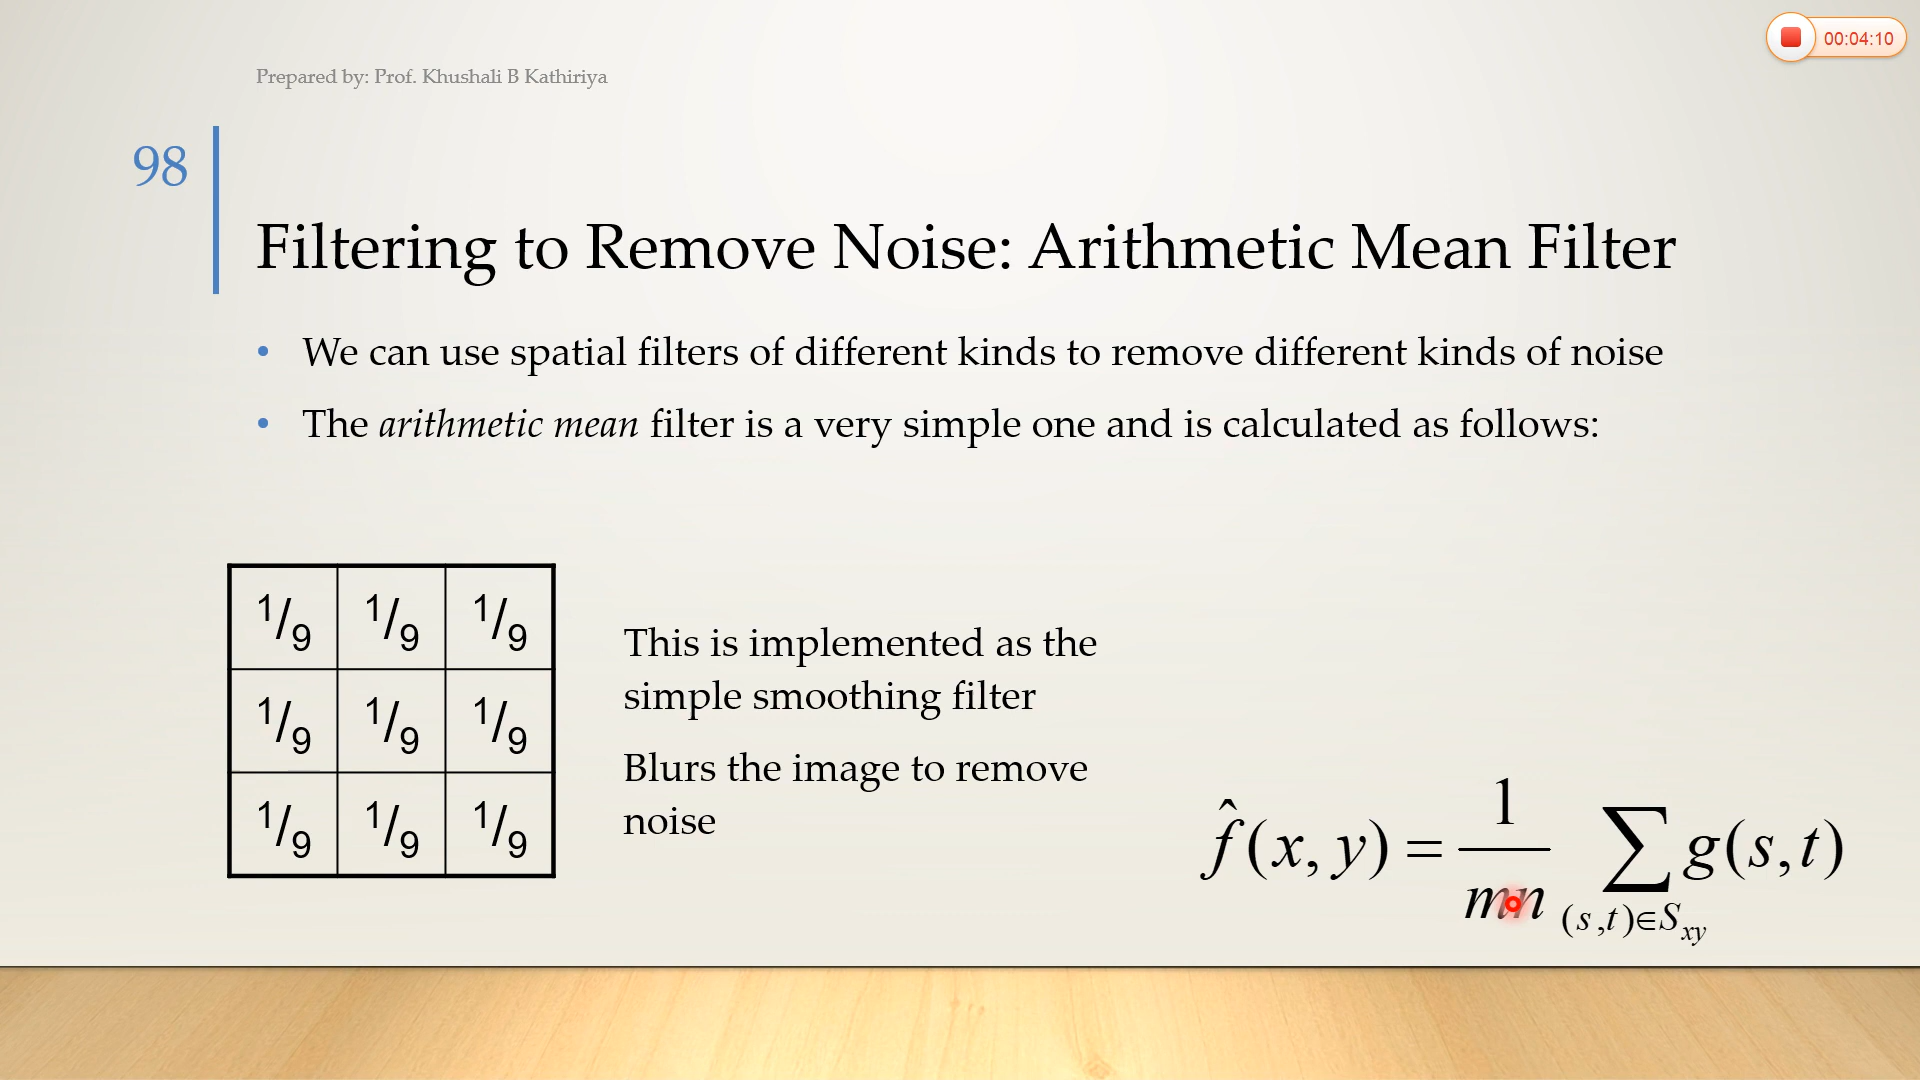 00:04:10
Prepared by: Prof. Khushali B Kathiriya
98
Filtering to Remove Noise: Arithmetic Mean Filter
• We can use spatial filters of different kinds to remove different kinds of noise
• The arithmetic mean filter is a very simple one and is calculated as follows:
1/9 1/9 1/9
1/9 1/9 1/9
1/9 1/9 1/9
This is implemented as the
simple smoothing filter
Blurs the image to remove
noise
f̂(x, y) = 1/mn ∑(s,t)∈Sxy g(s,t)